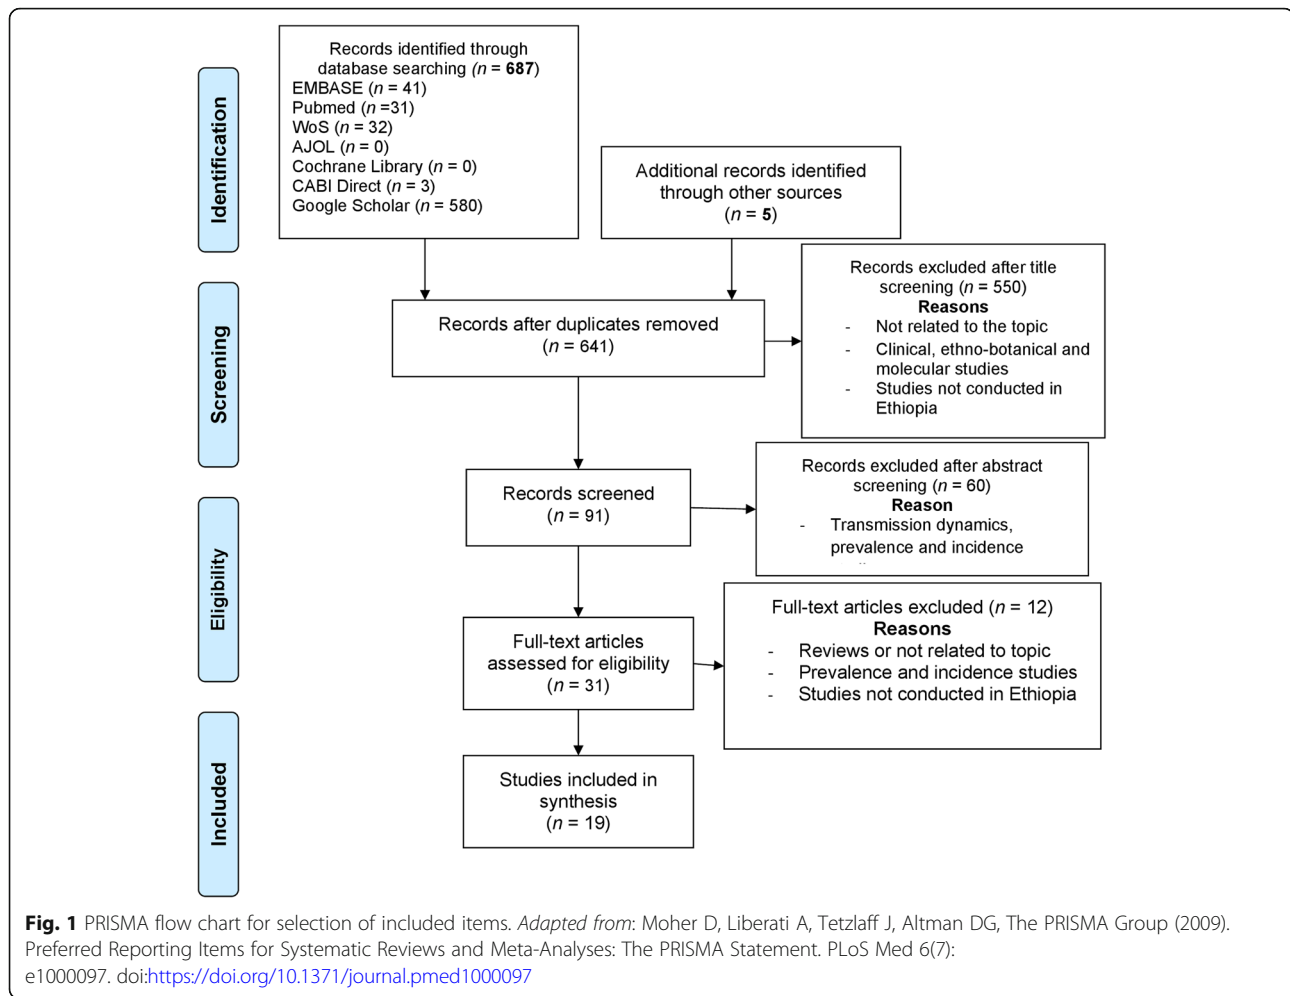 Identification
Records identified through
database searching (n = 687)
EMBASE (n = 41)
Pubmed (n =31)
WoS (n = 32)
AJOL (n = 0)
Cochrane Library (n = 0)
CABI Direct (n = 3)
Google Scholar (n = 580)
Additional records identified
through other sources
(n = 5)
Screening
Records after duplicates removed
(n = 641)
Records excluded after title
screening (n = 550)
Reasons
- Not related to the topic
- Clinical, ethno-botanical and
molecular studies
- Studies not conducted in
Ethiopia
Records screened
(n = 91)
Records excluded after abstract
screening (n = 60)
Reason
- Transmission dynamics,
prevalence and incidence
Eligibility
Full-text articles
assessed for eligibility
(n = 31)
Full-text articles excluded (n = 12)
Reasons
- Reviews or not related to topic
- Prevalence and incidence studies
- Studies not conducted in Ethiopia
Included
Studies included in
synthesis
(n = 19)
Fig. 1 PRISMA flow chart for selection of included items. Adapted from: Moher D, Liberati A, Tetzlaff J, Altman DG, The PRISMA Group (2009).
Preferred Reporting Items for Systematic Reviews and Meta-Analyses: The PRISMA Statement. PLoS Med 6(7):
e1000097. doi:https://doi.org/10.1371/journal.pmed1000097